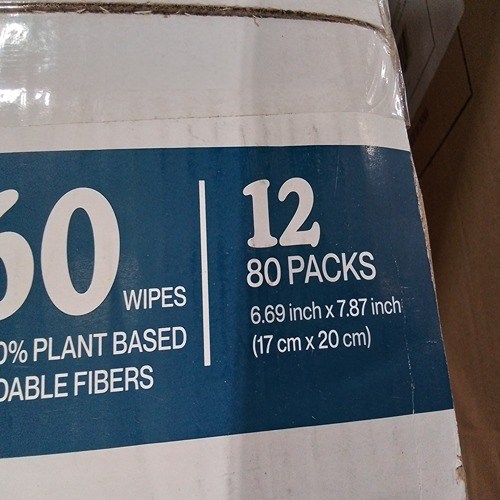 60 WIPES
0% PLANT BASED
DABLE FIBERS
12
80 PACKS
6.69 inch x 7.87 inch
(17 cm x 20 cm)